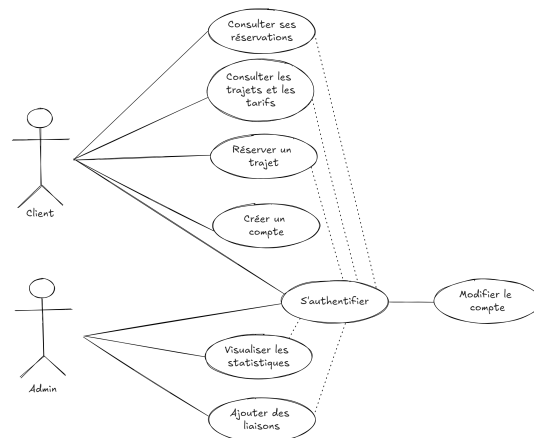 Consulter ses
réservations
Consulter les
trajets et les
tarifs
Réserver un
trajet
Client
Créer un
compte
S'authentifier
Modifier le
compte
Visualiser les
statistiques
Admin
Ajouter des
liaisons